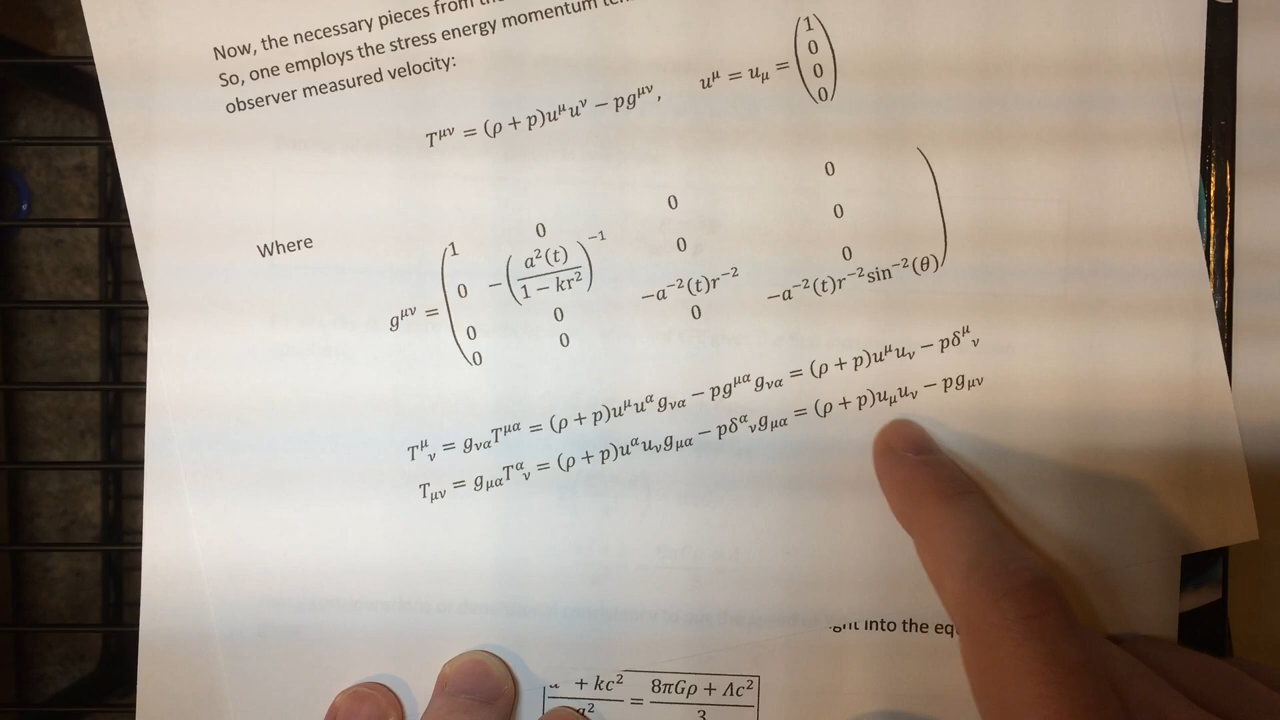 Now, the necessary pieces from
So, one employs the stress energy momentum
observer measured velocity:
T^{μν} = (ρ + p)u^μ u^ν − pg^{μν}, u^μ = u_μ = (1 0 0 0)
Where
g^{μν} =
1 0 0 0
0 −(a²(t) / (1 − kr²))⁻¹ 0 0
0 0 −a⁻²(t)r⁻² 0
0 0 0 −a⁻²(t)r⁻²sin⁻²(θ)
T^μ_ν = g_{να}T^{μα} = (ρ + p)u^μ u^α g_{να} − pg^{μα}g_{να} = (ρ + p)u^μ u_ν − pδ^μ_ν
T_{μν} = g_{μα}T^α_ν = (ρ + p)u^α u_ν g_{μα} − pδ^α_ν g_{μα} = (ρ + p)u_μ u_ν − pg_{μν}
into the
+ kc² = 8πGρ + Λc²
3